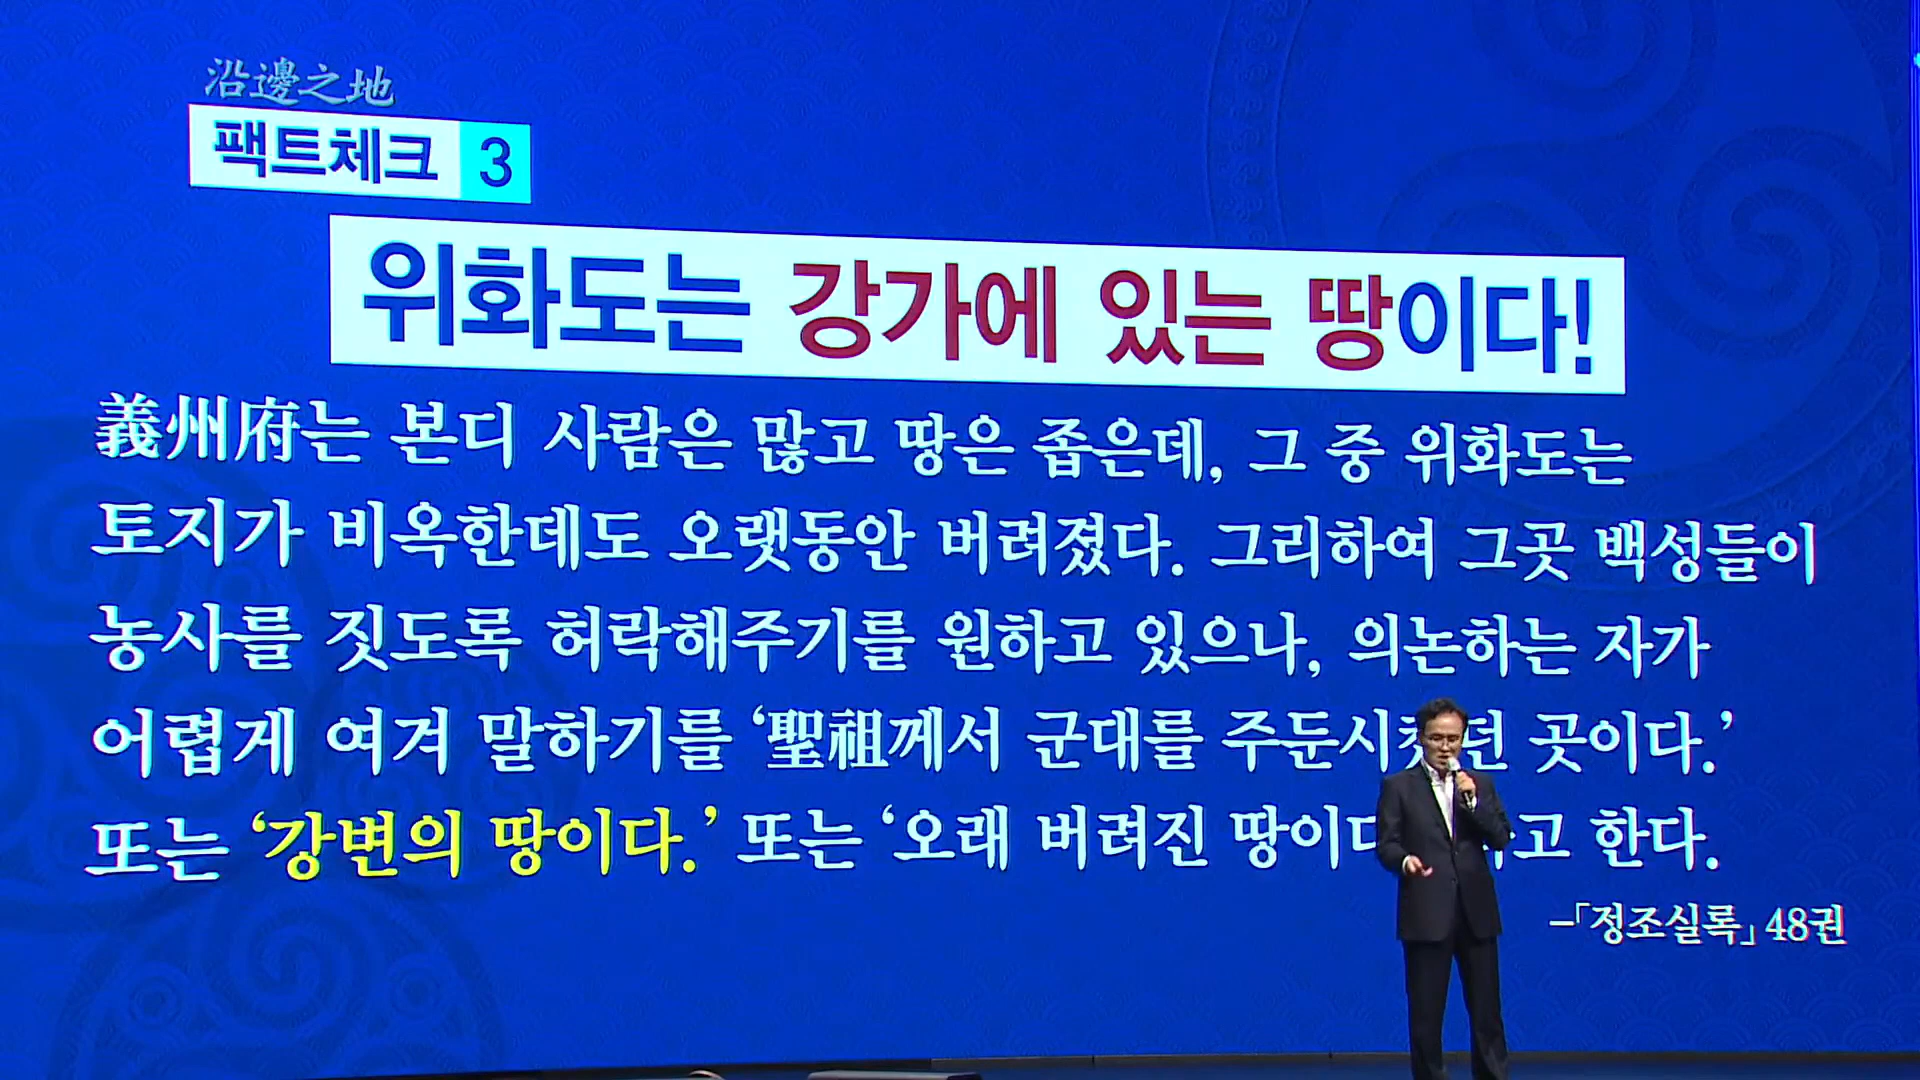 沿邊之地
팩트체크 3
위화도는 강가에 있는 땅이다!
義州府는 본디 사람은 많고 땅은 좁은데, 그 중 위화도는
토지가 비옥한데도 오랫동안 버려졌다. 그리하여 그곳 백성들이
농사를 짓도록 허락해주기를 원하고 있으나, 의논하는 자가
어렵게 여겨 말하기를 ‘聖祖께서 군대를 주둔시켰던 곳이다.’
또는 ‘강변의 땅이다.’ 또는 ‘오래 버려진 땅이다 고 한다.
-「정조실록」 48권